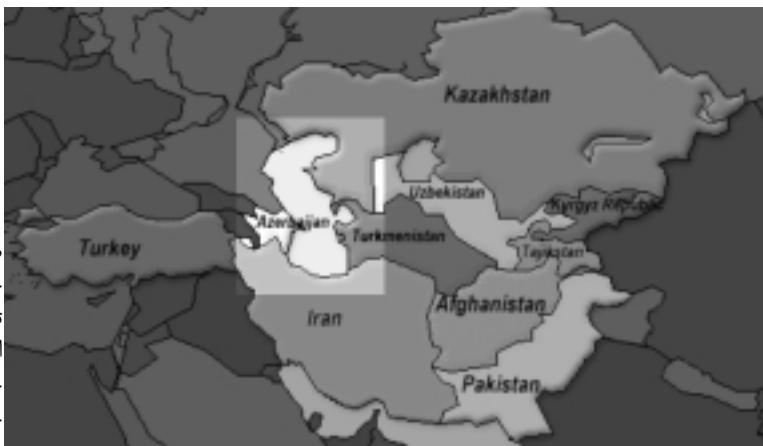 Kazakhstan
Uzbekistan
Kyrgyz Republic
Azerbaijan
Turkmenistan
Turkey
Tajikistan
Afghanistan
Iran
Pakistan